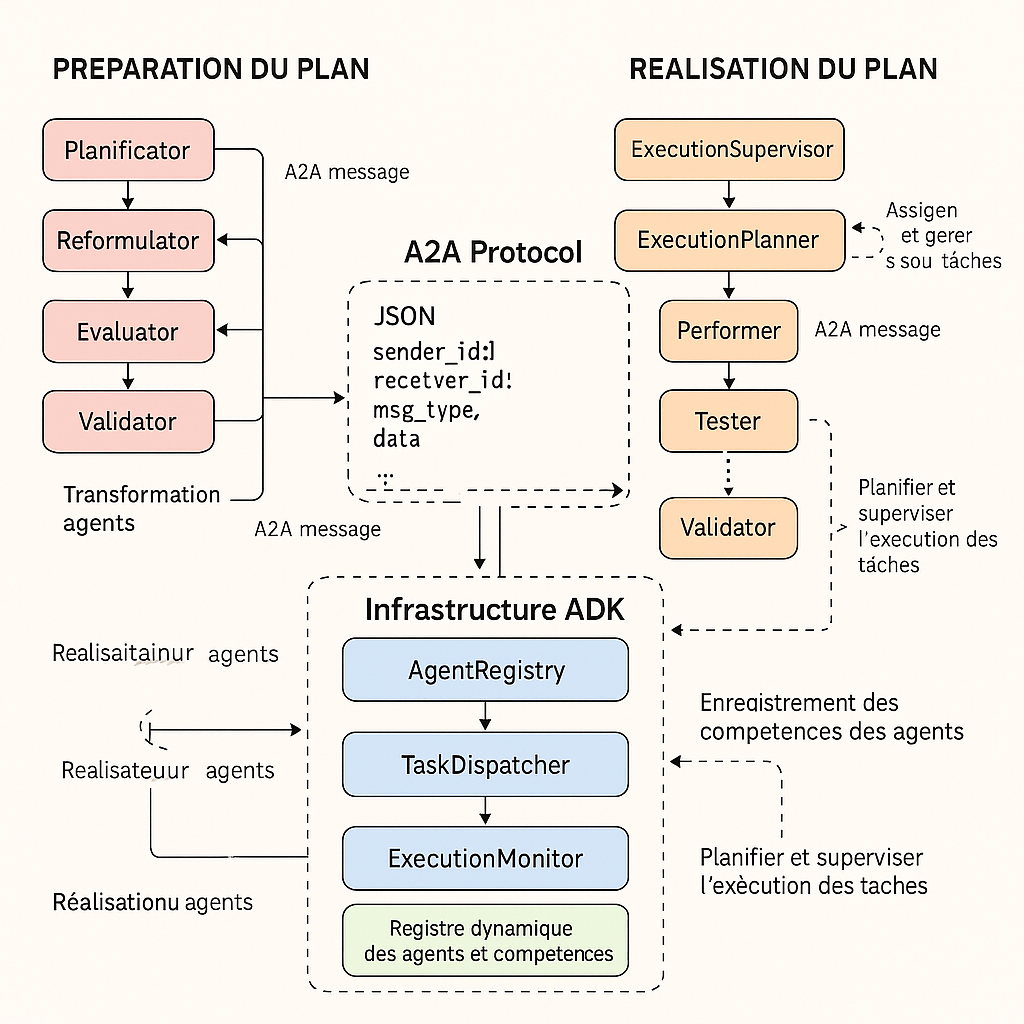 PREPARATION DU PLAN
REALISATION DU PLAN
Planificator
Reformulator
Evaluator
Validator
Transformation
agents
A2A message
A2A Protocol
JSON
sender_id:]
recetver_id:
msg_type,
data
...
A2A message
ExecutionSupervisor
ExecutionPlanner
Performer
Tester
Validator
Assigen
et gerer
s sou táches
A2A message
Planifier et
superviser
l'execution des
táches
Infrastructure ADK
AgentRegistry
TaskDispatcher
ExecutionMonitor
Registre dynamique
des agents et competences
Realisaitainur agents
Realisateuur agents
Réalisationu agents
Enregistrement des
competences des agents
Planifier et superviser
l'exècution des taches